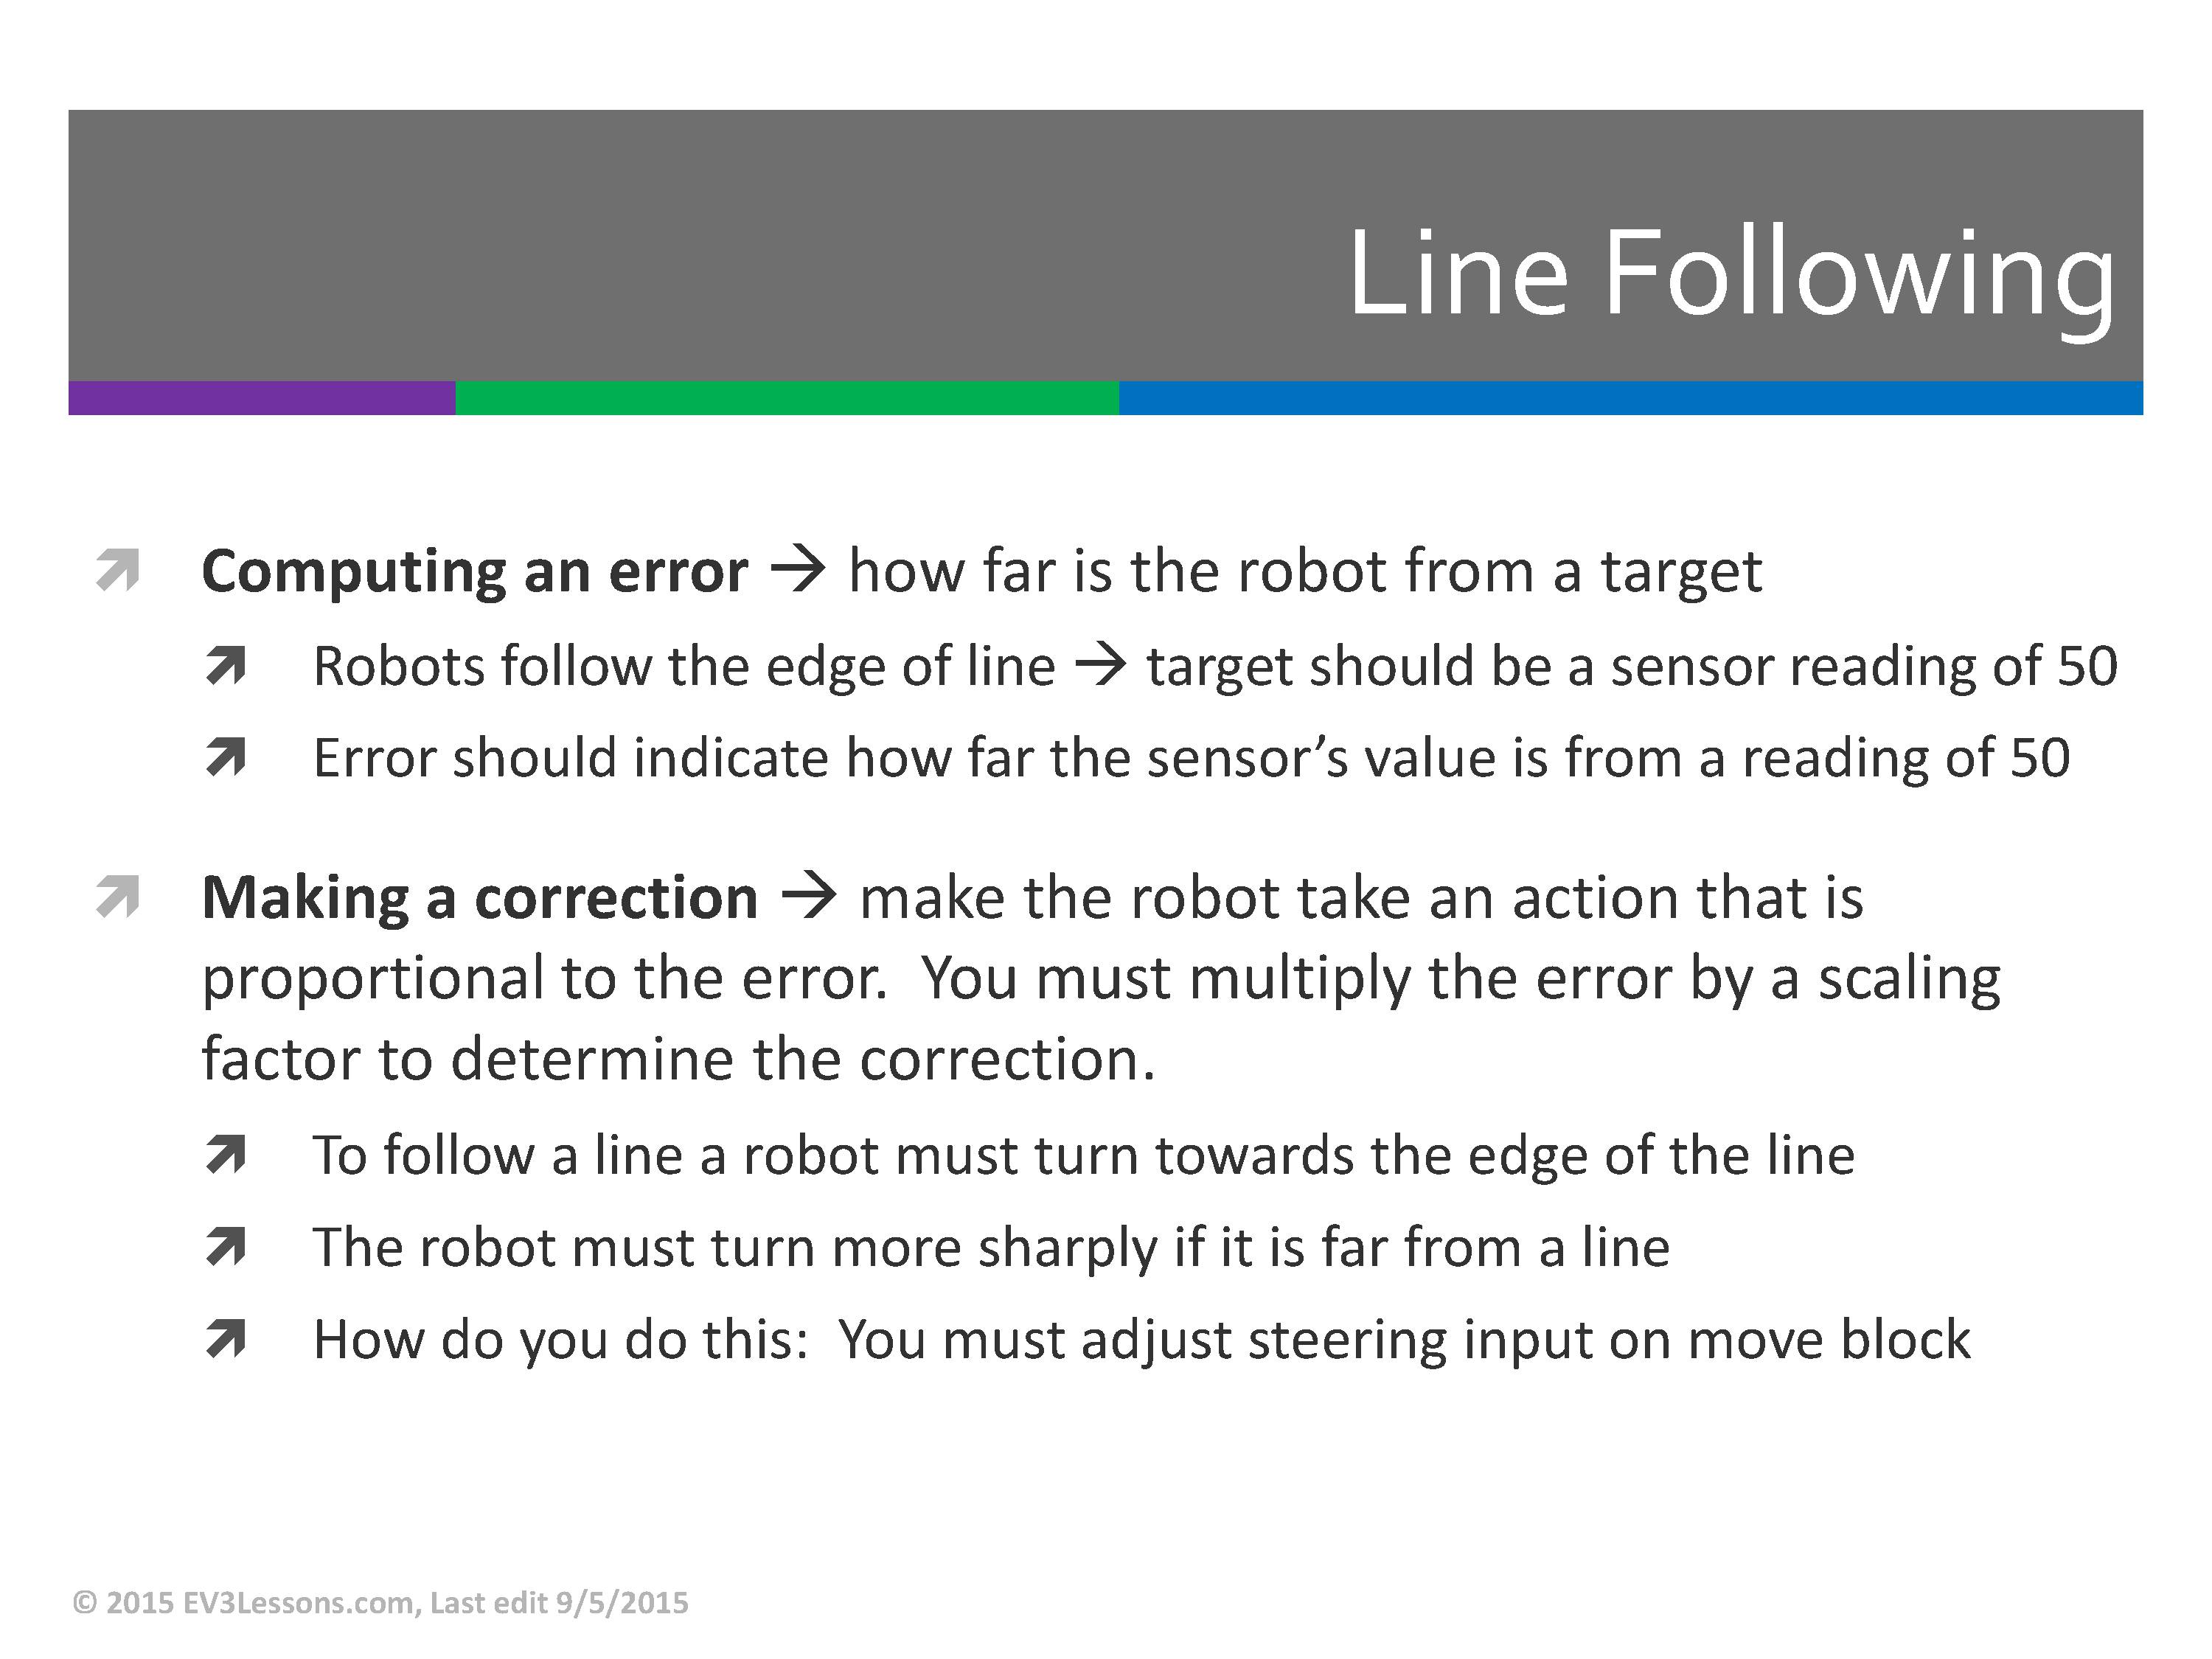 Line Following
Computing an error → how far is the robot from a target
Robots follow the edge of line → target should be a sensor reading of 50
Error should indicate how far the sensor’s value is from a reading of 50
Making a correction → make the robot take an action that is
proportional to the error. You must multiply the error by a scaling
factor to determine the correction.
To follow a line a robot must turn towards the edge of the line
The robot must turn more sharply if it is far from a line
How do you do this: You must adjust steering input on move block
© 2015 EV3Lessons.com, Last edit 9/5/2015